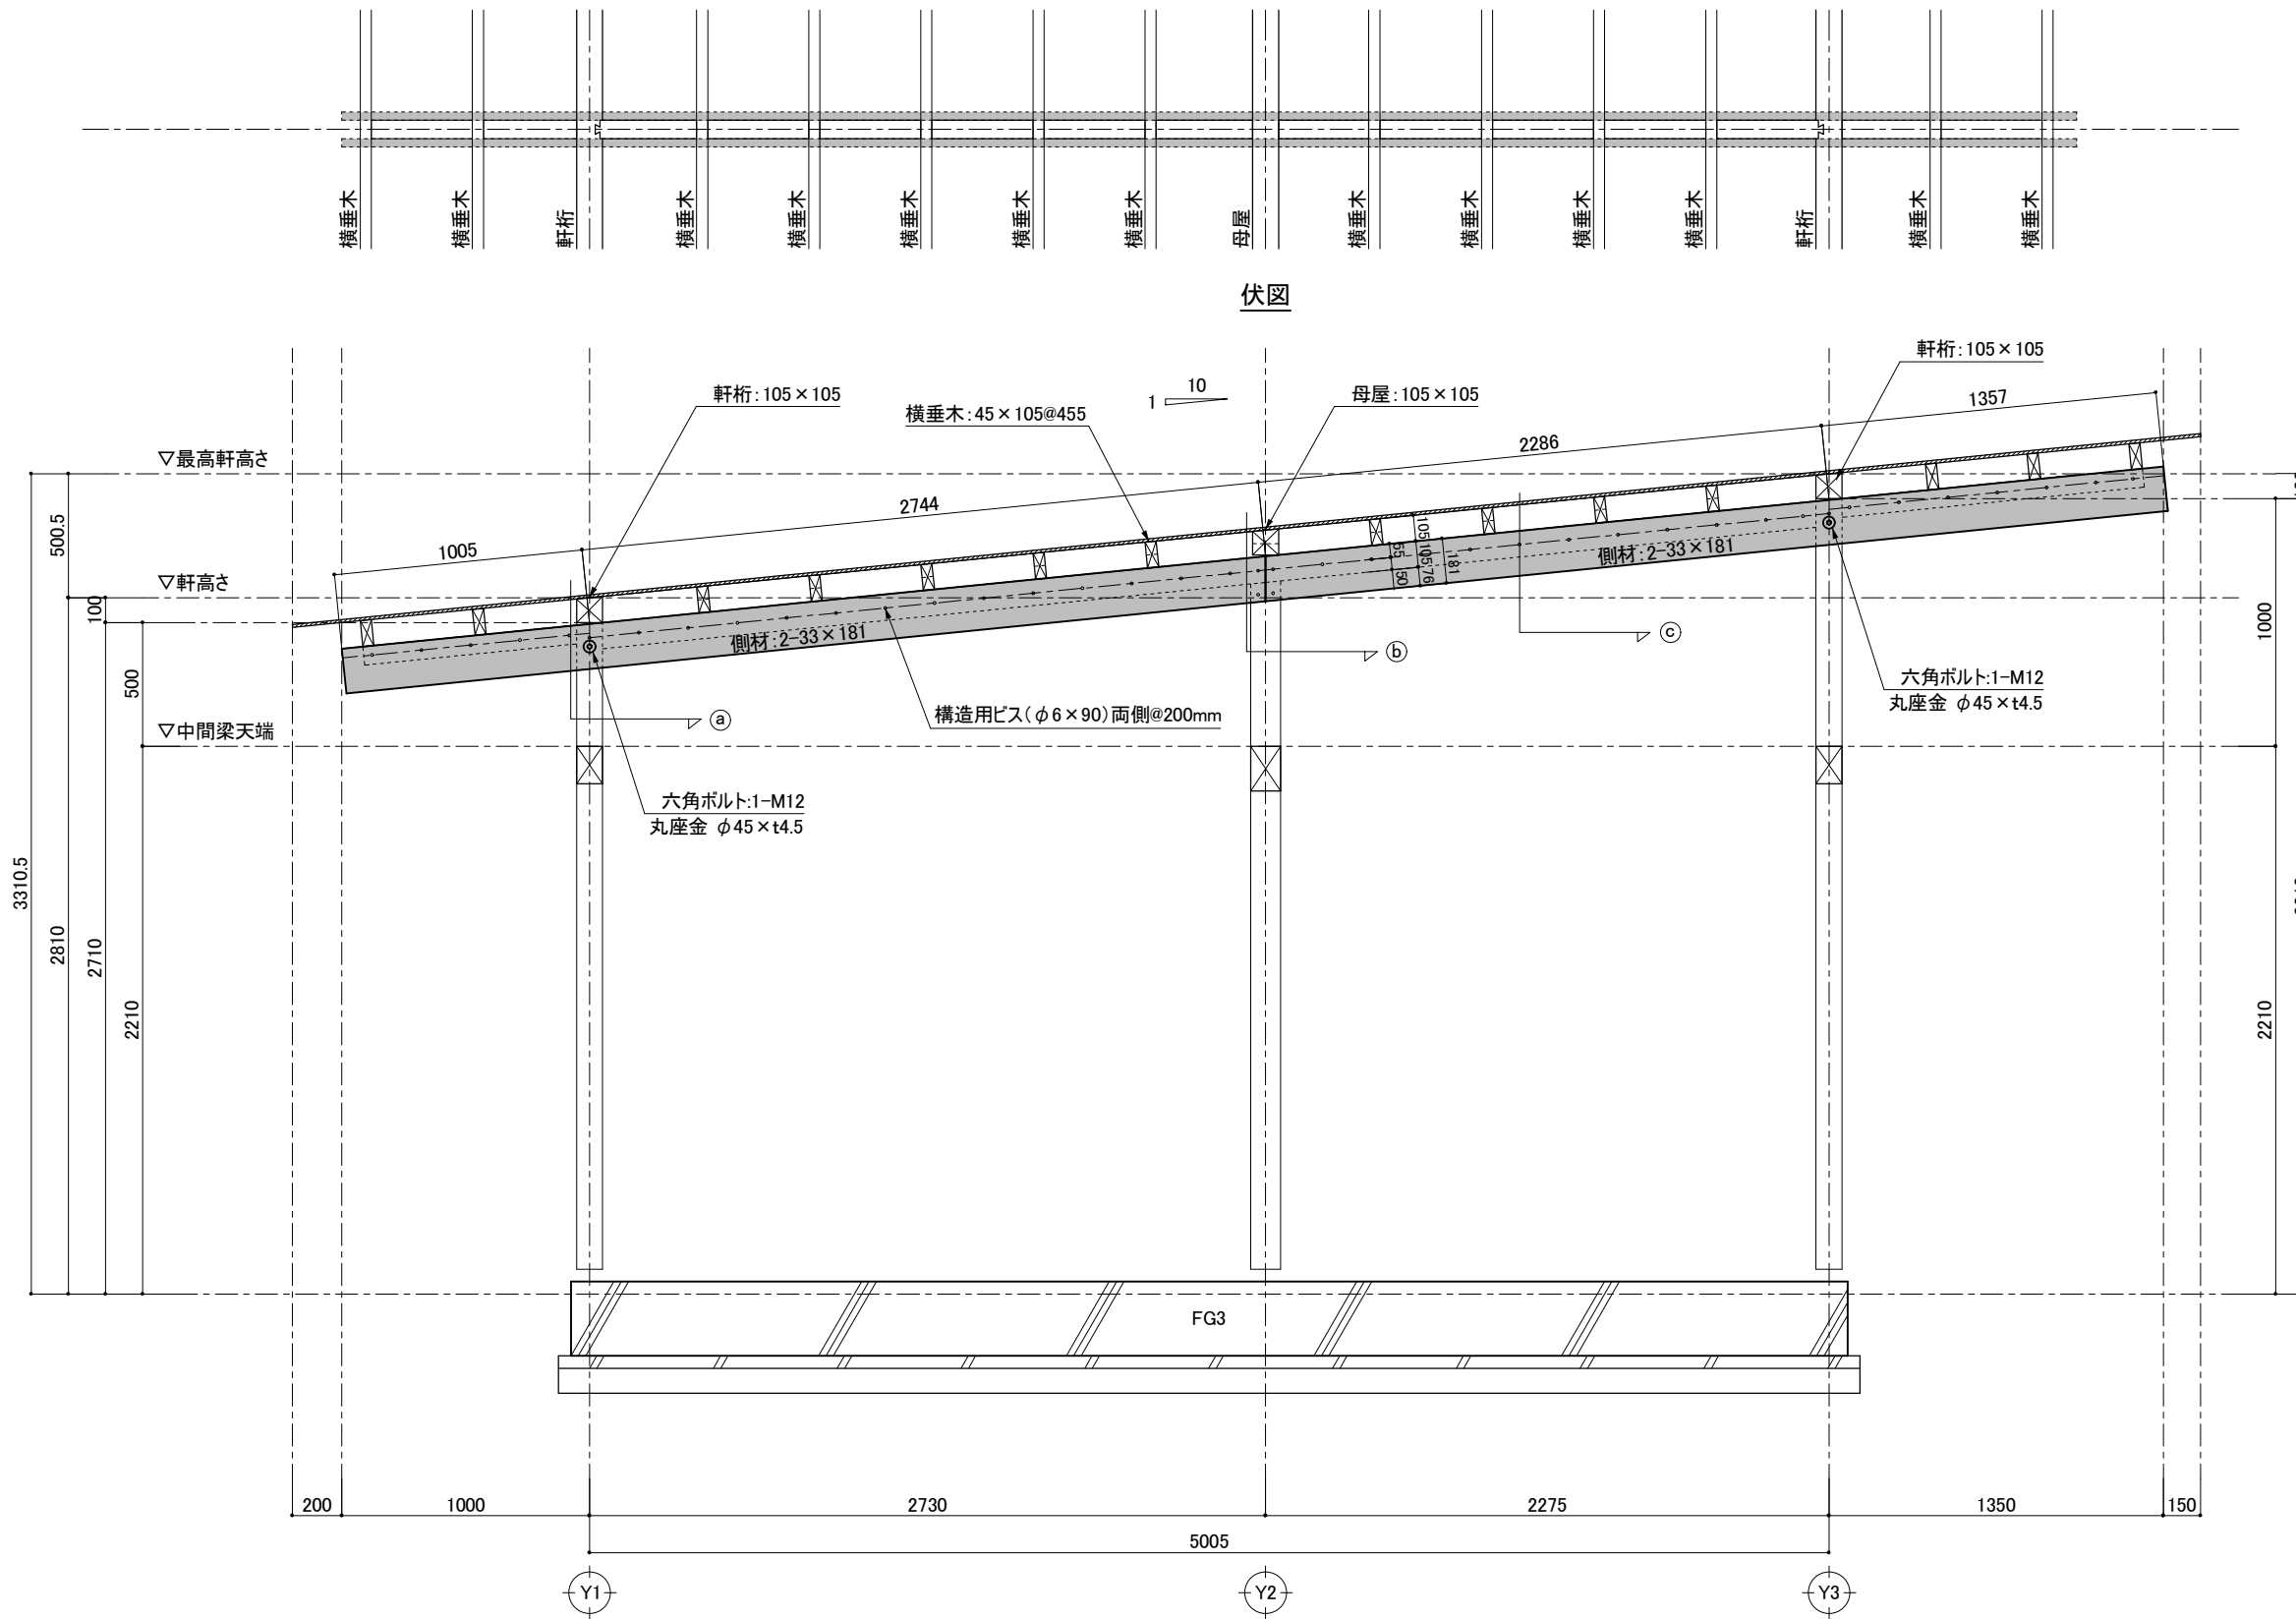 横垂木
横垂木
軒桁
横垂木
横垂木
横垂木
横垂木
横垂木
母屋
横垂木
横垂木
横垂木
横垂木
軒桁
横垂木
横垂木
伏図
軒桁:105×105
横垂木:45×105@455
10
1
母屋:105×105
軒桁:105×105
1357
2286
2744
1005
▽最高軒高さ
▽軒高さ
▽中間梁天端
500.5
100
500
3310.5
2810
2710
2210
側材:2-33×181
側材:2-33×181
55
50
105
105
76
181
ⓐ
ⓑ
ⓒ
構造用ビス(φ6×90)両側@200mm
六角ボルト:1-M12
丸座金 φ45×t4.5
六角ボルト:1-M12
丸座金 φ45×t4.5
1000
2210
FG3
200
1000
2730
2275
1350
150
5005
Y1
Y2
Y3